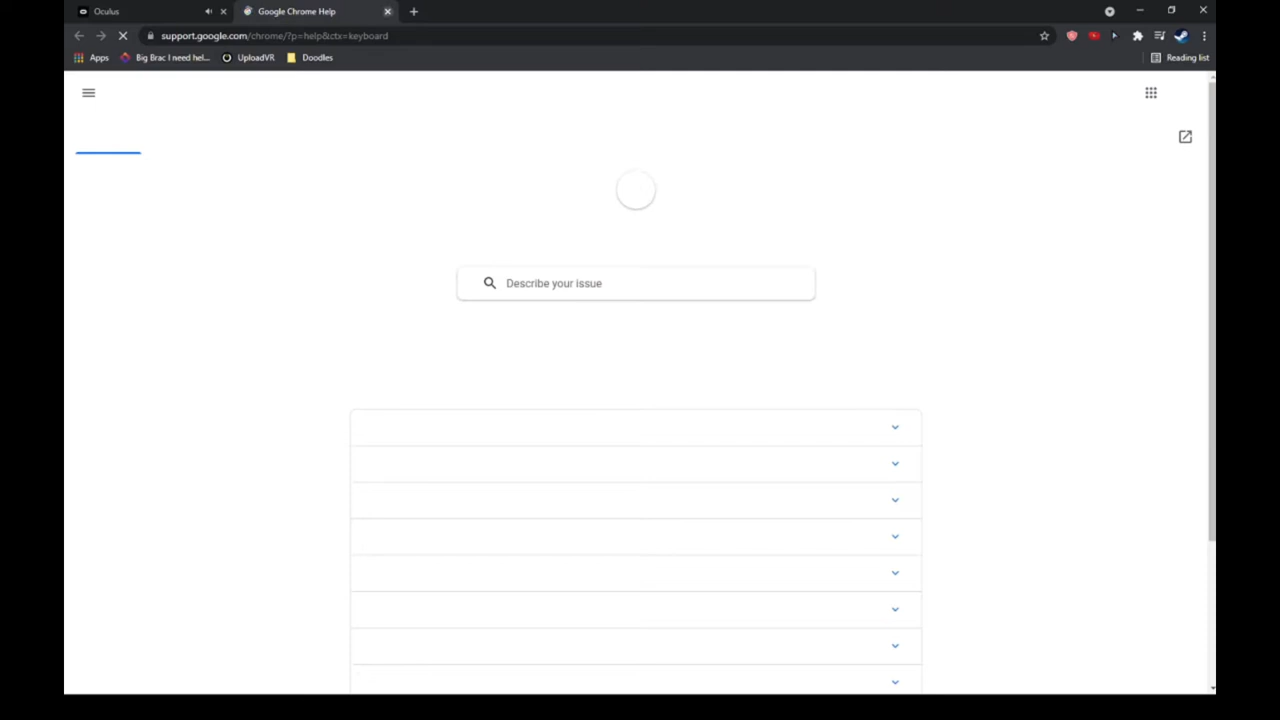 Oculus
Google Chrome Help
support.google.com/chrome/?p=help&ctx=keyboard
Apps
Big Brac I need hel...
UploadVR
Doodles
Reading list
Describe your issue